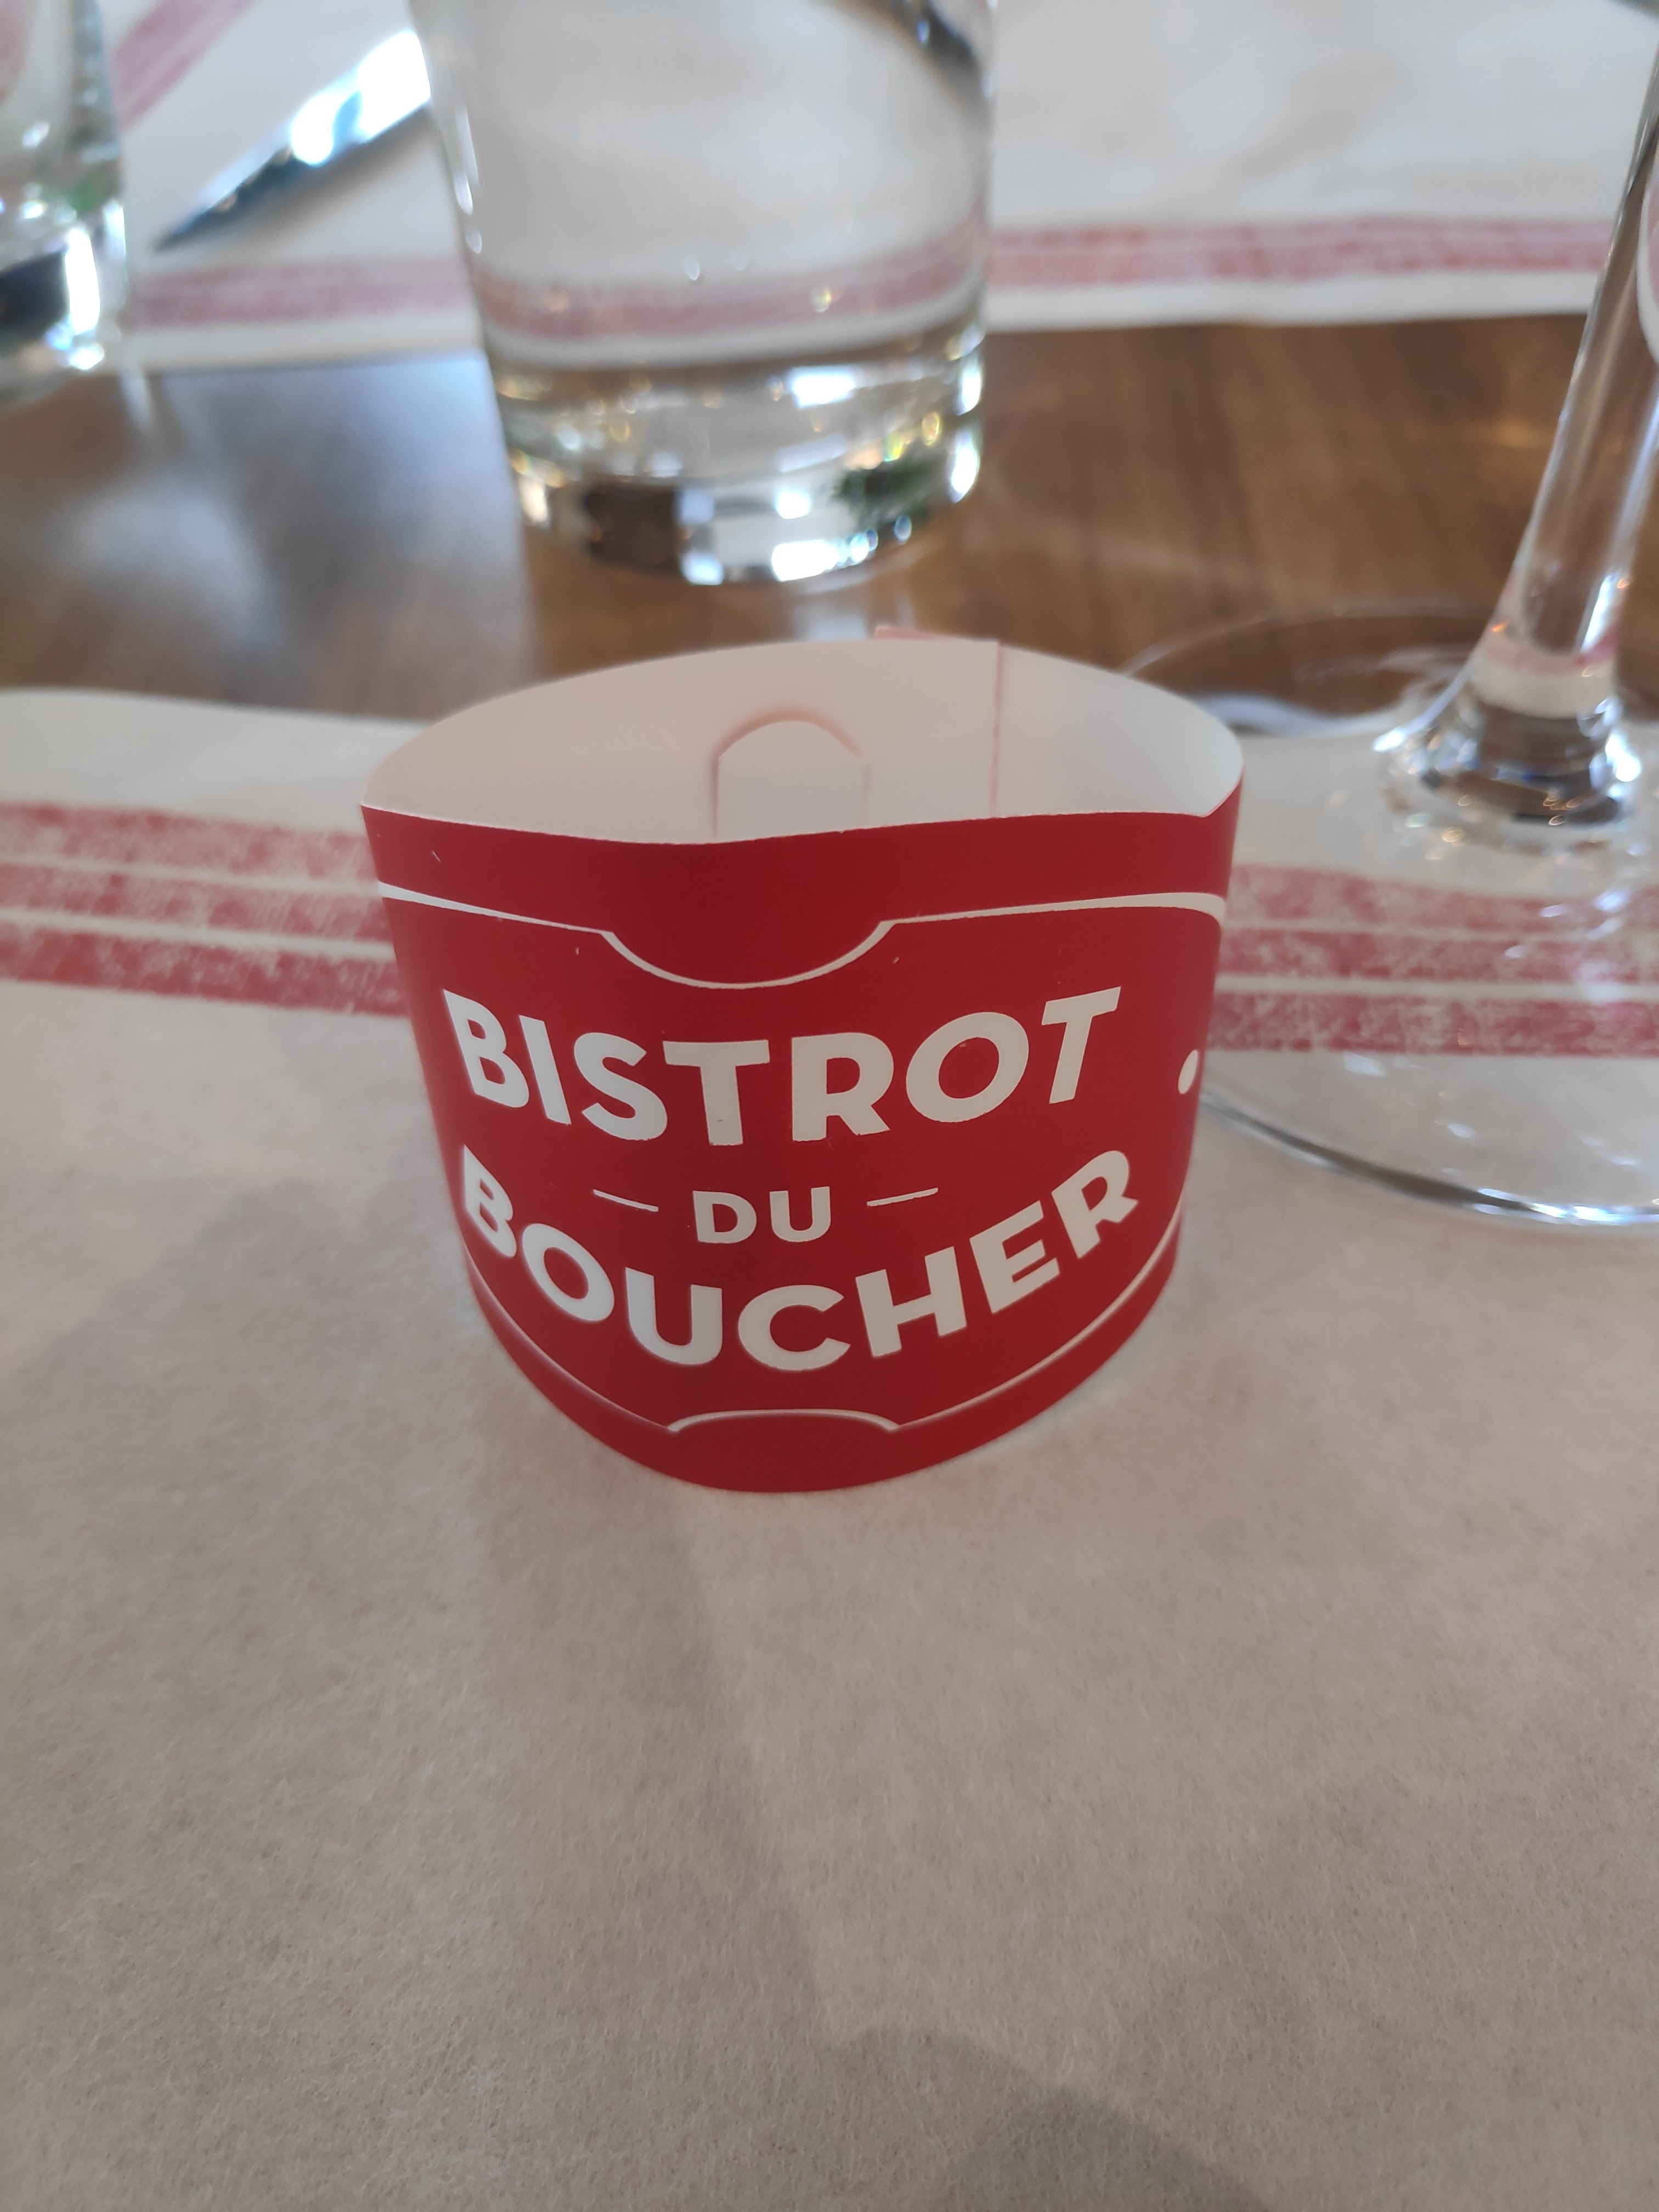 BISTROT
— DU —
BOUCHER